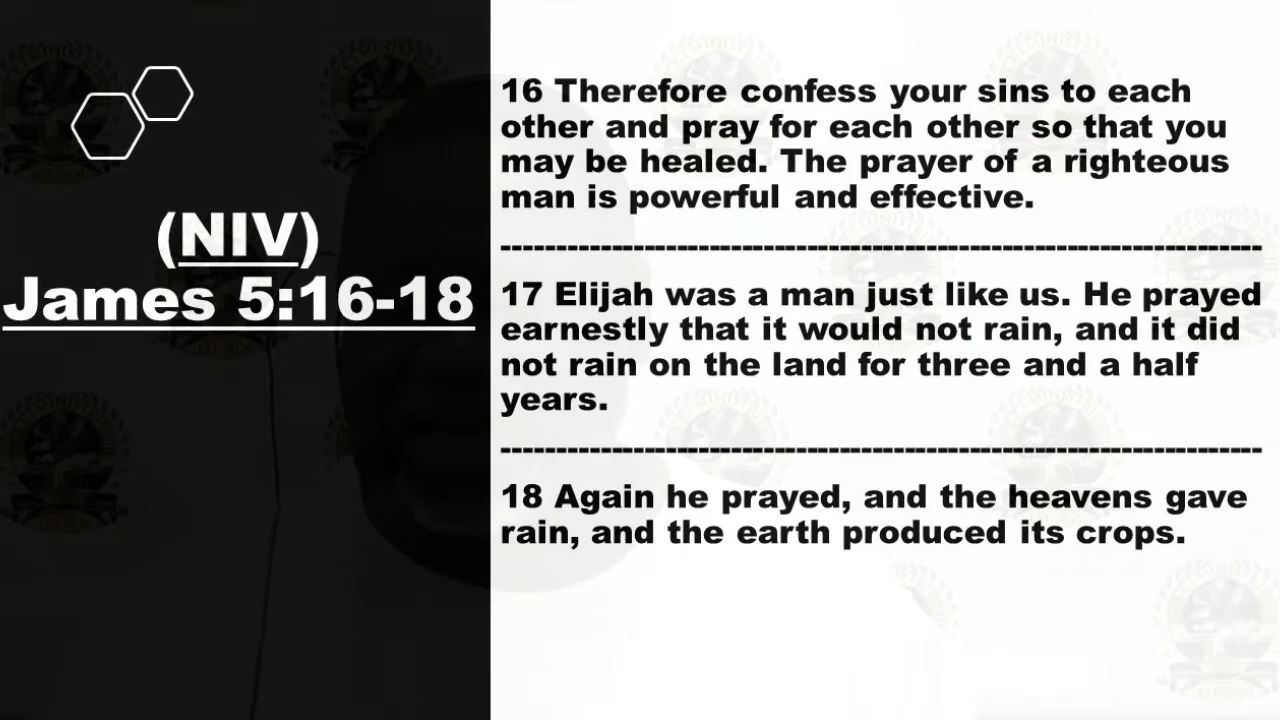 (NIV)
James 5:16-18
16 Therefore confess your sins to each
other and pray for each other so that you
may be healed. The prayer of a righteous
man is powerful and effective.
--------------------------------------------------------------------------------
17 Elijah was a man just like us. He prayed
earnestly that it would not rain, and it did
not rain on the land for three and a half
years.
--------------------------------------------------------------------------------
18 Again he prayed, and the heavens gave
rain, and the earth produced its crops.